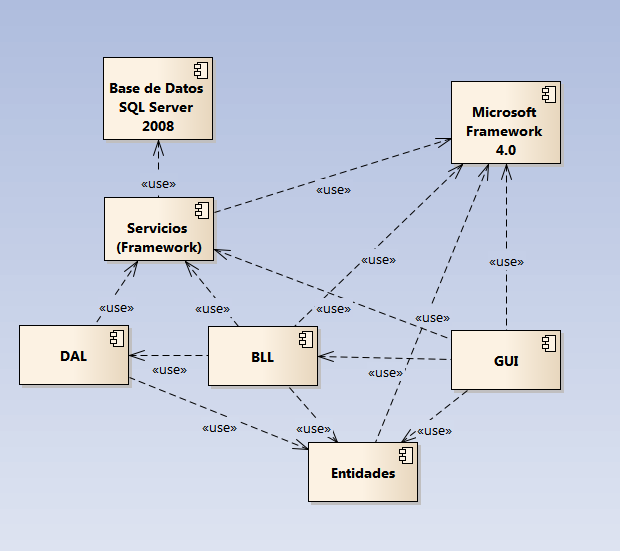 Base de Datos
SQL Server
2008
Microsoft
Framework
4.0
«use»
«use»
Servicios
(Framework)
«use»
«use»
«use»
«use»
«use»
DAL
BLL
GUI
«use»
«use»
«use»
«use»
«use»
Entidades